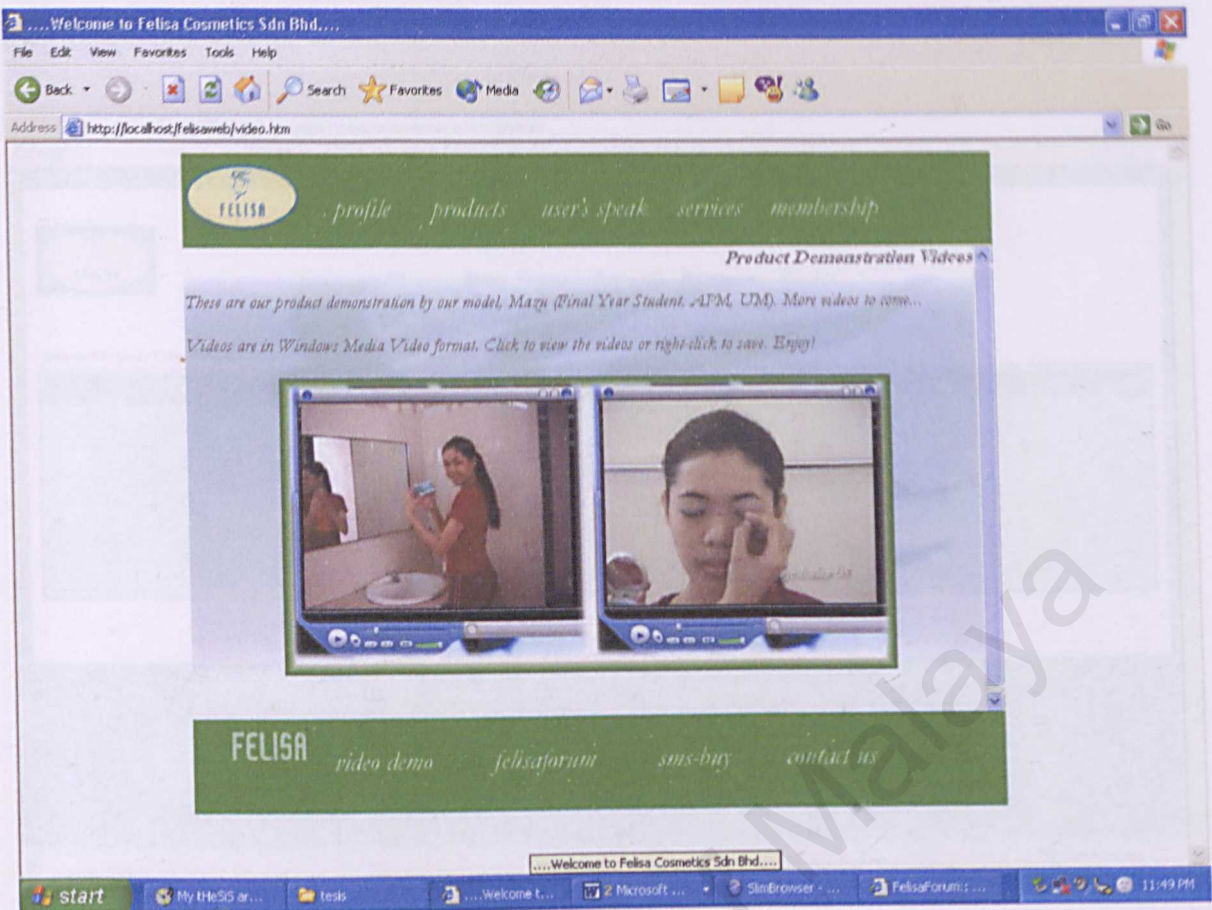 ....Welcome to Felisa Cosmetics Sdn Bhd....
File Edit View Favorites Tools Help
Back Search Favorites Media
Address http://localhost/felisaweb/video.htm Go
FELISA
profile products user's speak services membership
Product Demonstration Videos
These are our product demonstration by our model, Mazu (Final Year Student, APM, UM). More videos to come...
Videos are in Windows Media Video format. Click to view the videos or right-click to save. Enjoy!
FELISA video demo felisaforum sms-buy contact us
....Welcome to Felisa Cosmetics Sdn Bhd....
start My tHeSiS ar... tesis ....Welcome t... 2 Microsoft ... SlimBrowser - ... FelisaForum:: ... 11:49 PM
Malaya